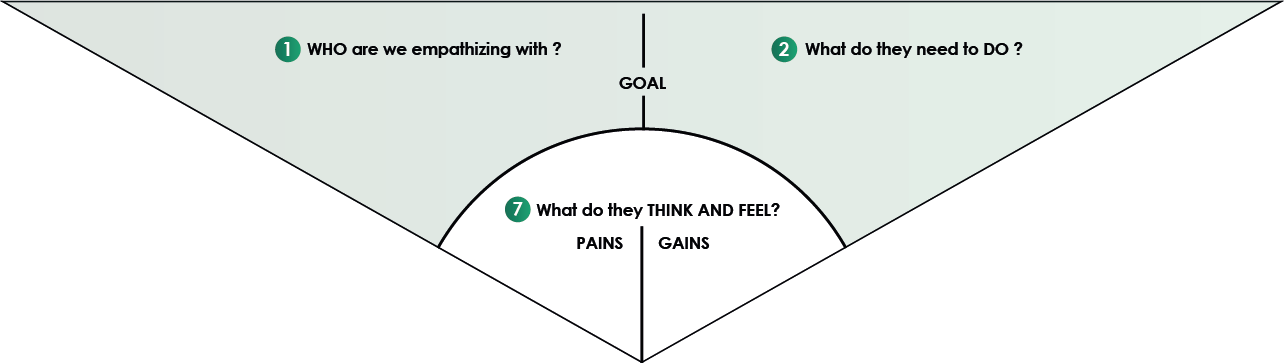 1 WHO are we empathizing with ?
2 What do they need to DO ?
GOAL
7 What do they THINK AND FEEL?
PAINS
GAINS